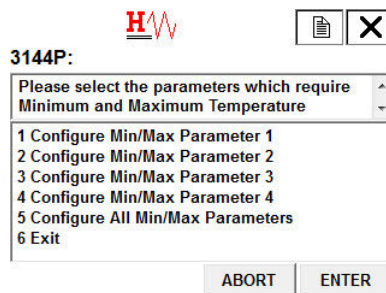 H
3144P:
Please select the parameters which require
Minimum and Maximum Temperature
1 Configure Min/Max Parameter 1
2 Configure Min/Max Parameter 2
3 Configure Min/Max Parameter 3
4 Configure Min/Max Parameter 4
5 Configure All Min/Max Parameters
6 Exit
ABORT ENTER